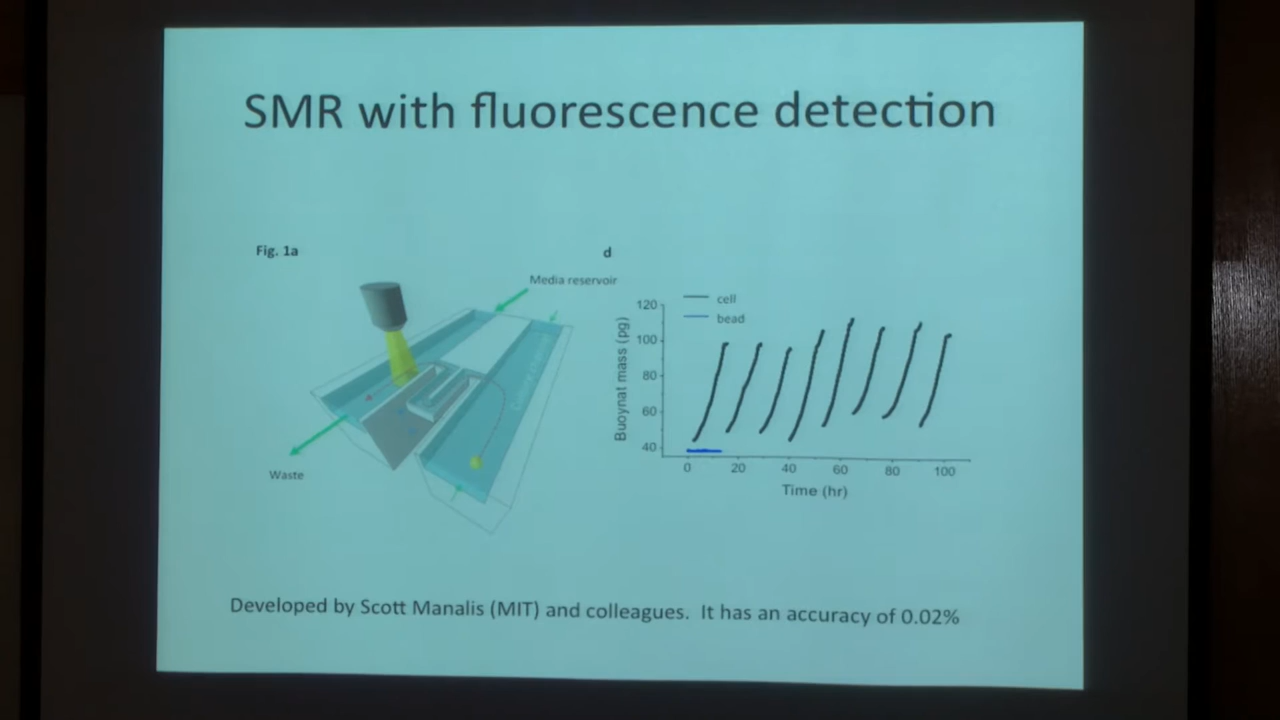 SMR with fluorescence detection
Fig. 1a
d
Media reservoir
Waste
cell
bead
Buoynat mass (pg)
120
100
80
60
40
0 20 40 60 80 100
Time (hr)
Developed by Scott Manalis (MIT) and colleagues. It has an accuracy of 0.02%